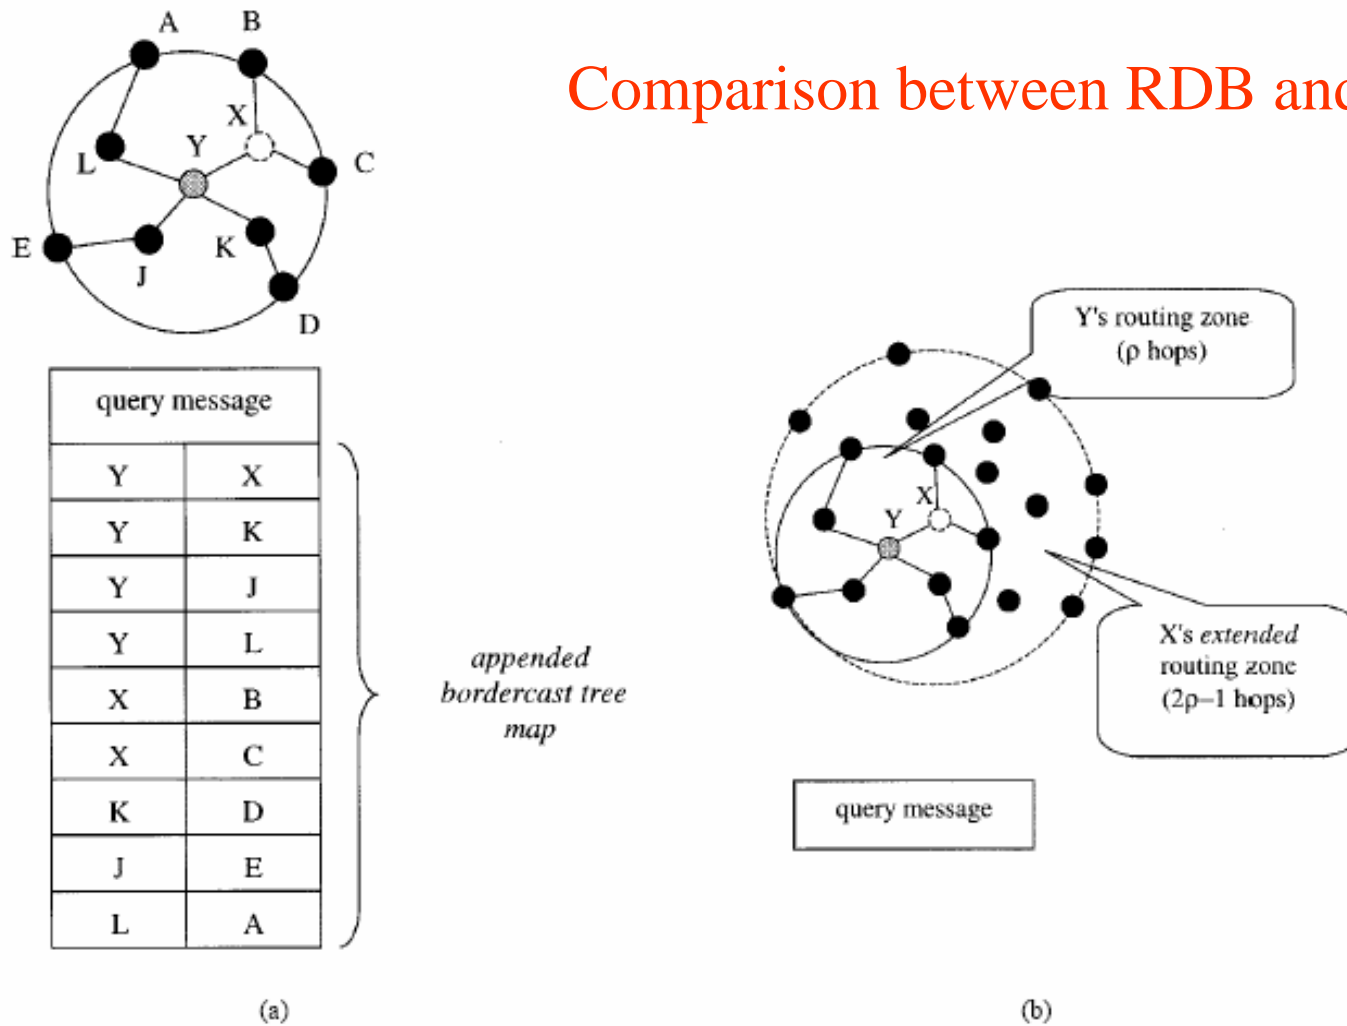 Comparison between RDB and
A
B
X
Y
L
C
E
J
K
D
query message
Y X
Y K
Y J
Y L
X B
X C
K D
J E
L A
appended
bordercast tree
map
(a)
Y's routing zone
(ρ hops)
X
Y
X's extended
routing zone
(2ρ–1 hops)
query message
(b)